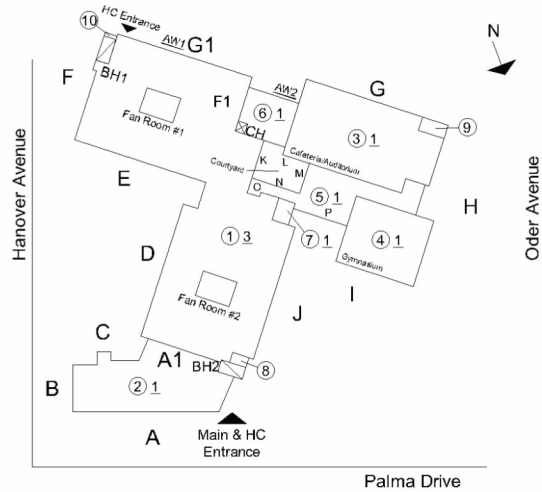 HC Entrance
10
AW1
G1
N
F
BH1
AW2
G
F1
6 1
9
Fan Room #1
CH
3 1
Cafeteria/Auditorium
K L
Courtyard
M
E
O N
5 1
H
P
Hanover Avenue
Oder Avenue
1 3
7 1
4 1
D
Gymnasium
Fan Room #2
I
J
C
A1
BH2
8
B
2 1
A
Main & HC
Entrance
Palma Drive